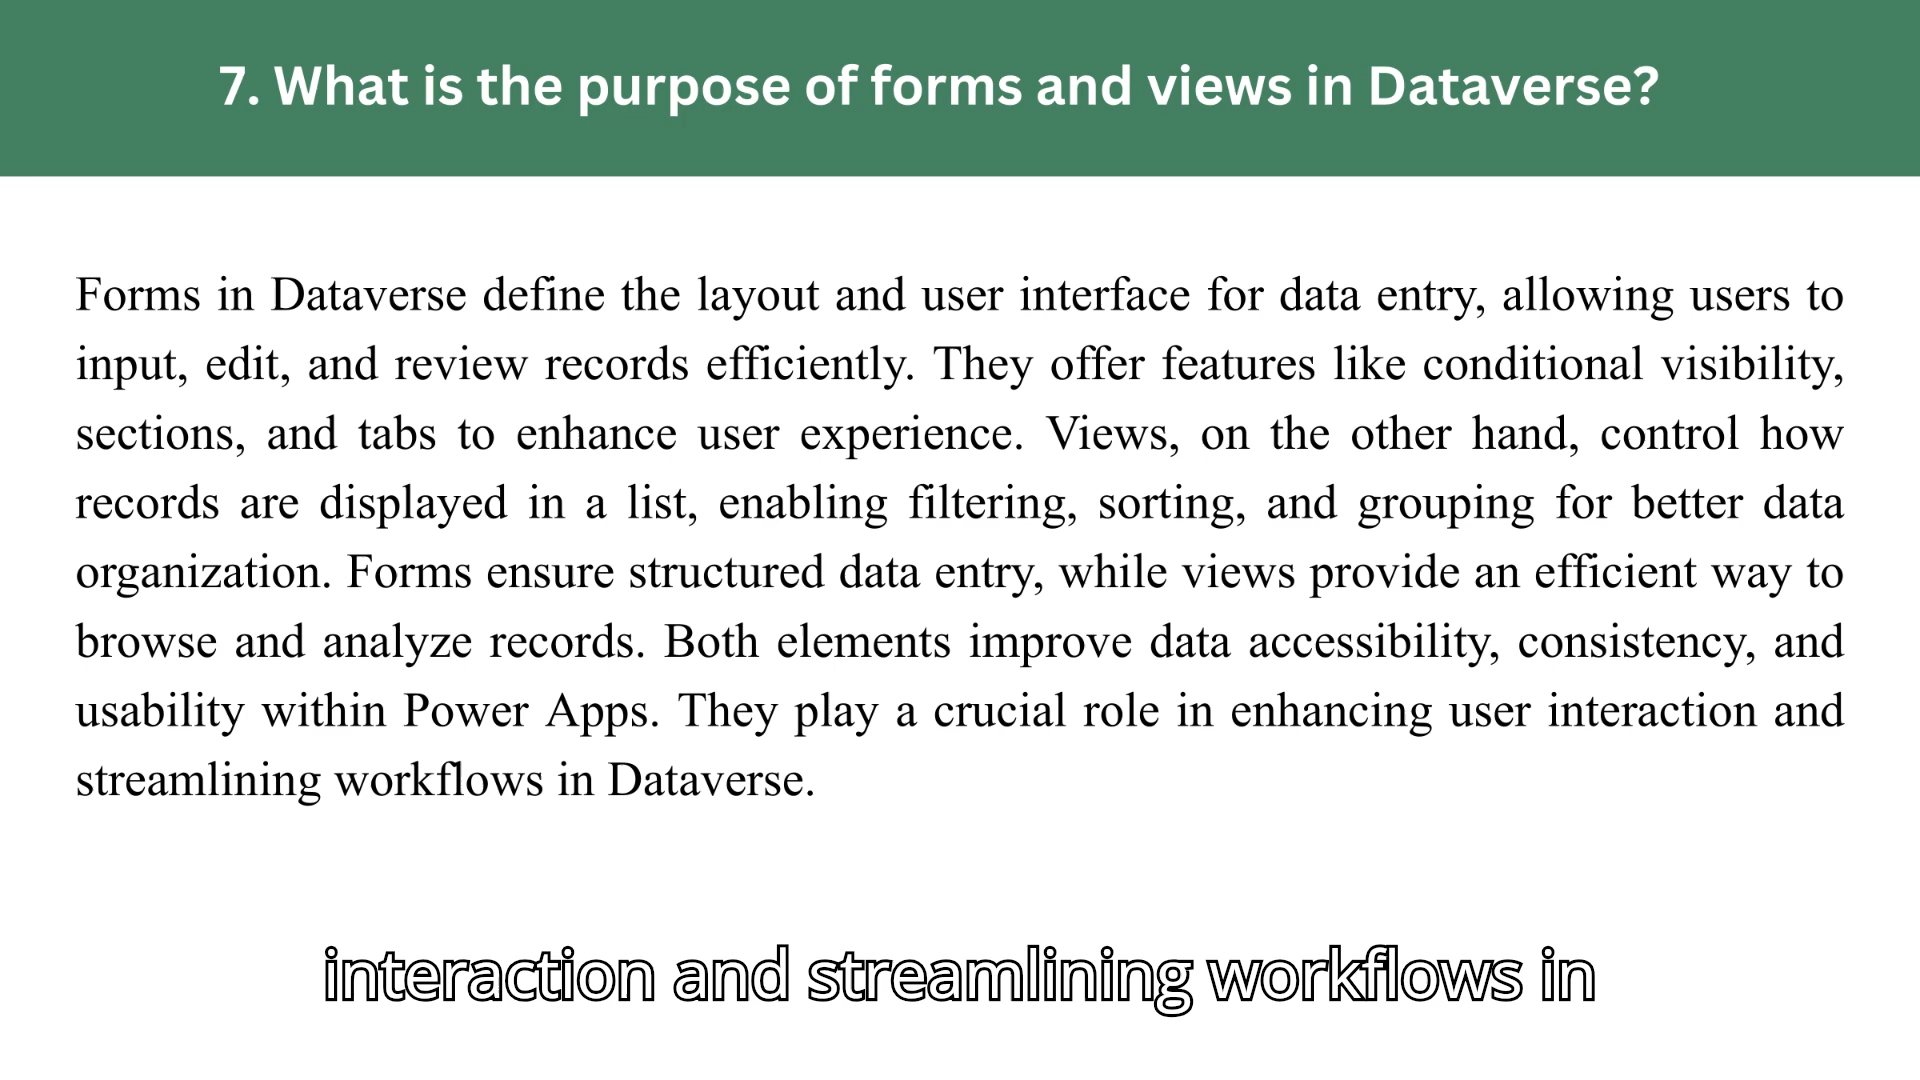 7. What is the purpose of forms and views in Dataverse?
Forms in Dataverse define the layout and user interface for data entry, allowing users to
input, edit, and review records efficiently. They offer features like conditional visibility,
sections, and tabs to enhance user experience. Views, on the other hand, control how
records are displayed in a list, enabling filtering, sorting, and grouping for better data
organization. Forms ensure structured data entry, while views provide an efficient way to
browse and analyze records. Both elements improve data accessibility, consistency, and
usability within Power Apps. They play a crucial role in enhancing user interaction and
streamlining workflows in Dataverse.
interaction and streamlining workflows in